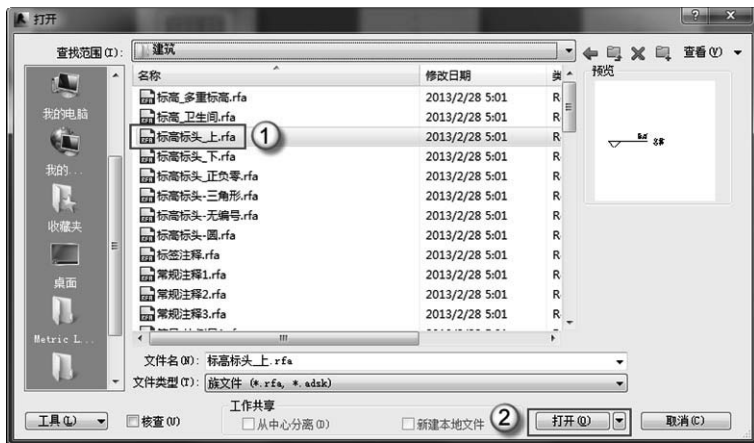 打开
查找范围(I): 建筑 查看(V)
名称 修改日期 类 预览
标高_多重标高.rfa 2013/2/28 5:01 R
标高_卫生间.rfa 2013/2/28 5:01 R
标高标头_上.rfa ① 2013/2/28 5:01 R
标高标头_下.rfa 2013/2/28 5:01 R
标高标头_正负零.rfa 2013/2/28 5:01 R
标高标头-三角形.rfa 2013/2/28 5:01 R
标高标头-无编号.rfa 2013/2/28 5:01 R
标高标头-圆.rfa 2013/2/28 5:01 R
标签注释.rfa 2013/2/28 5:01 R
常规注释1.rfa 2013/2/28 5:01 R
常规注释2.rfa 2013/2/28 5:01 R
常规注释3.rfa 2013/2/28 5:01 R
我的电脑
我的...
收藏夹
桌面
Metric L...
文件名(N): 标高标头_上.rfa
文件类型(T): 族文件 (*.rfa, *.adsk)
工具(L) 核查(U) 工作共享
从中心分离(D) 新建本地文件 ② 打开(O) 取消(C)